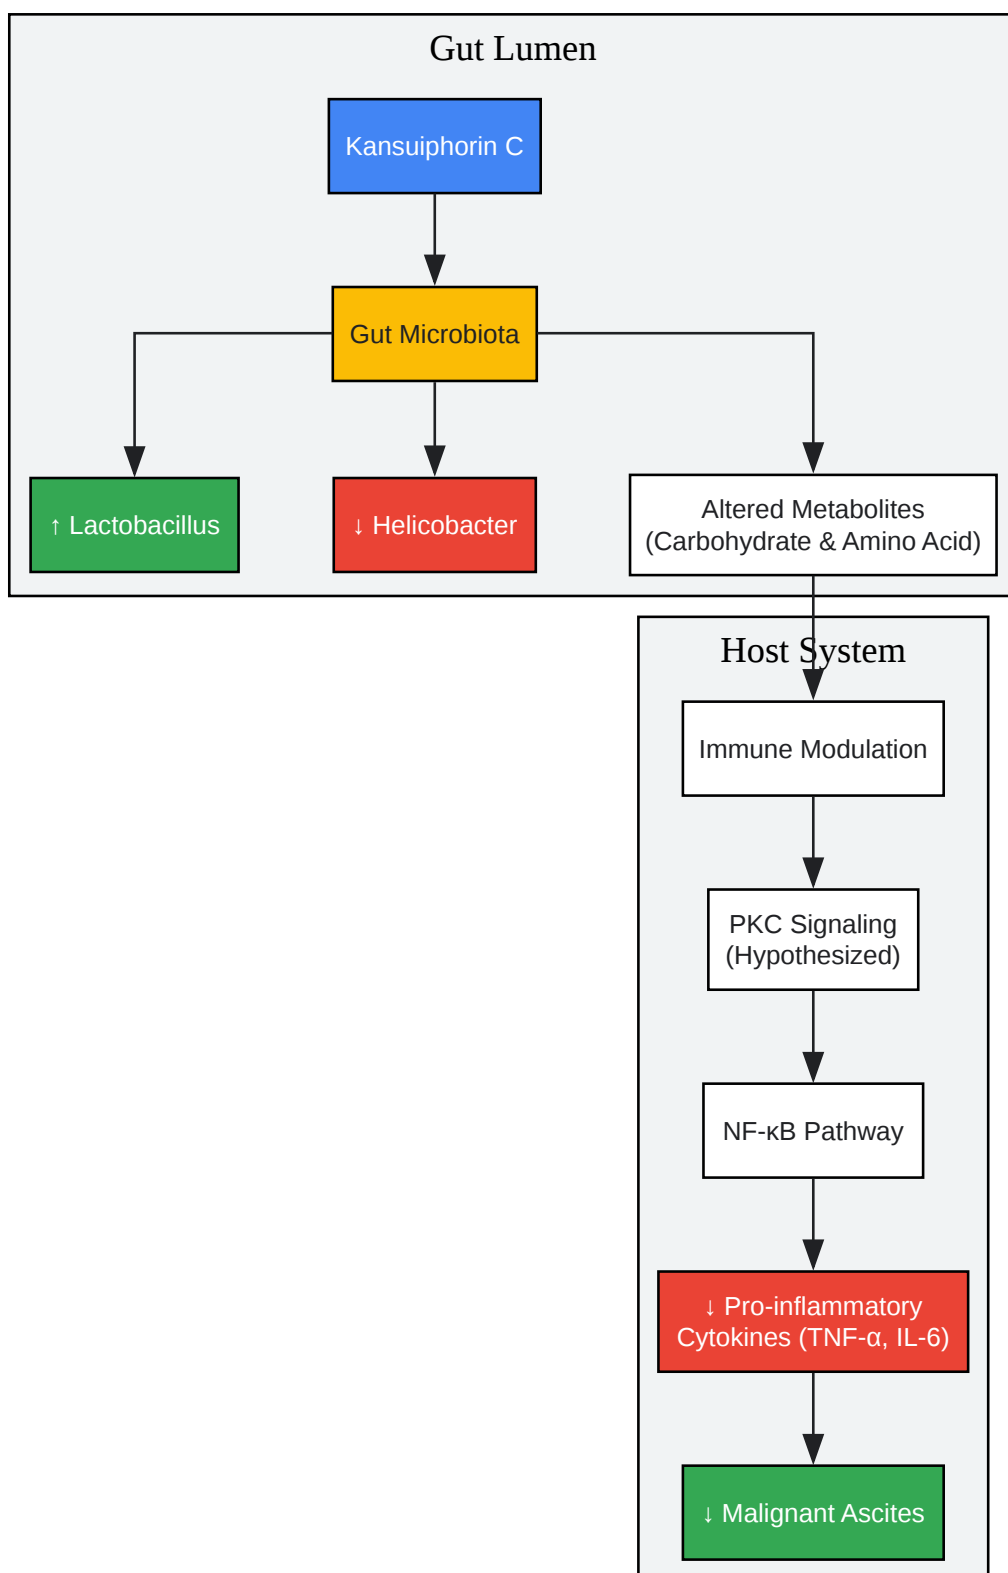 Gut Lumen
Kansuiphorin C
Gut Microbiota
↑ Lactobacillus
↓ Helicobacter
Altered Metabolites
(Carbohydrate & Amino Acid)
Host System
Immune Modulation
PKC Signaling
(Hypothesized)
NF-κB Pathway
↓ Pro-inflammatory
Cytokines (TNF-α, IL-6)
↓ Malignant Ascites